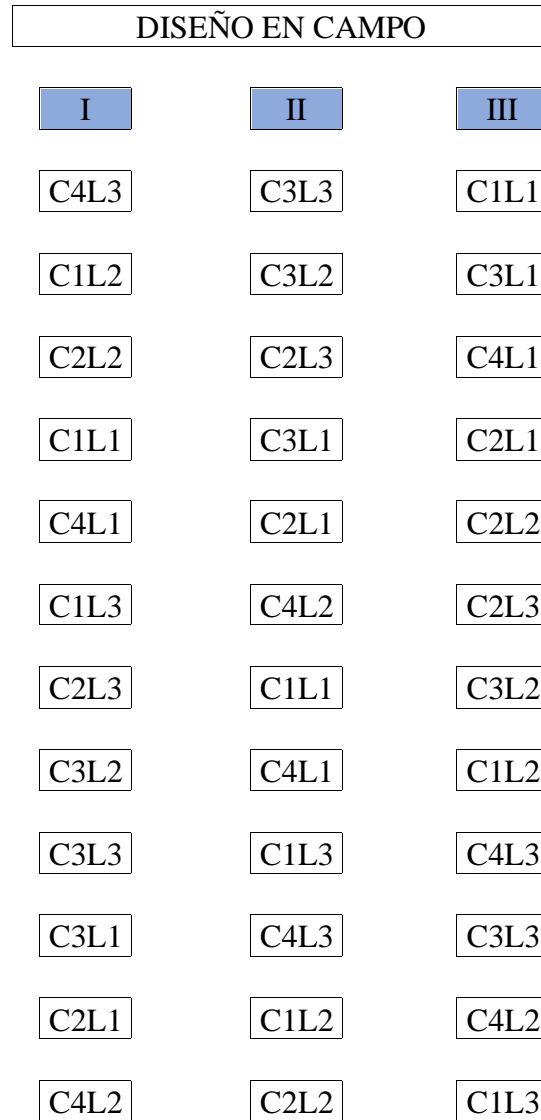 DISEÑO EN CAMPO
I II III
C4L3 C3L3 C1L1
C1L2 C3L2 C3L1
C2L2 C2L3 C4L1
C1L1 C3L1 C2L1
C4L1 C2L1 C2L2
C1L3 C4L2 C2L3
C2L3 C1L1 C3L2
C3L2 C4L1 C1L2
C3L3 C1L3 C4L3
C3L1 C4L3 C3L3
C2L1 C1L2 C4L2
C4L2 C2L2 C1L3